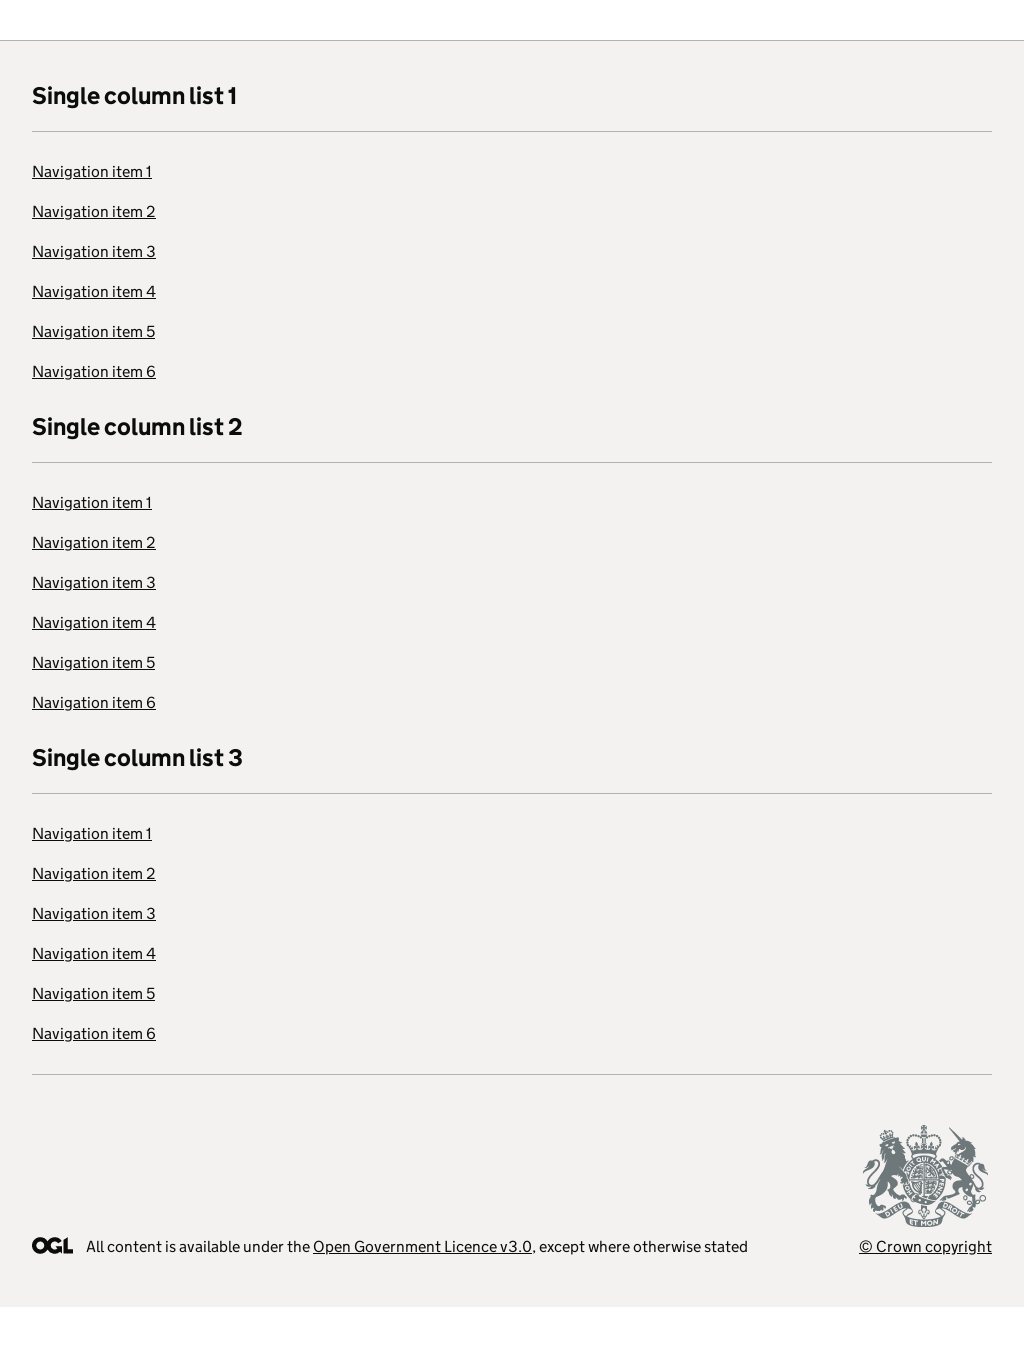 Single column list 1
Navigation item 1
Navigation item 2
Navigation item 3
Navigation item 4
Navigation item 5
Navigation item 6
Single column list 2
Navigation item 1
Navigation item 2
Navigation item 3
Navigation item 4
Navigation item 5
Navigation item 6
Single column list 3
Navigation item 1
Navigation item 2
Navigation item 3
Navigation item 4
Navigation item 5
Navigation item 6
DIEU ET MON DROIT
OGL All content is available under the Open Government Licence v3.0, except where otherwise stated
© Crown copyright